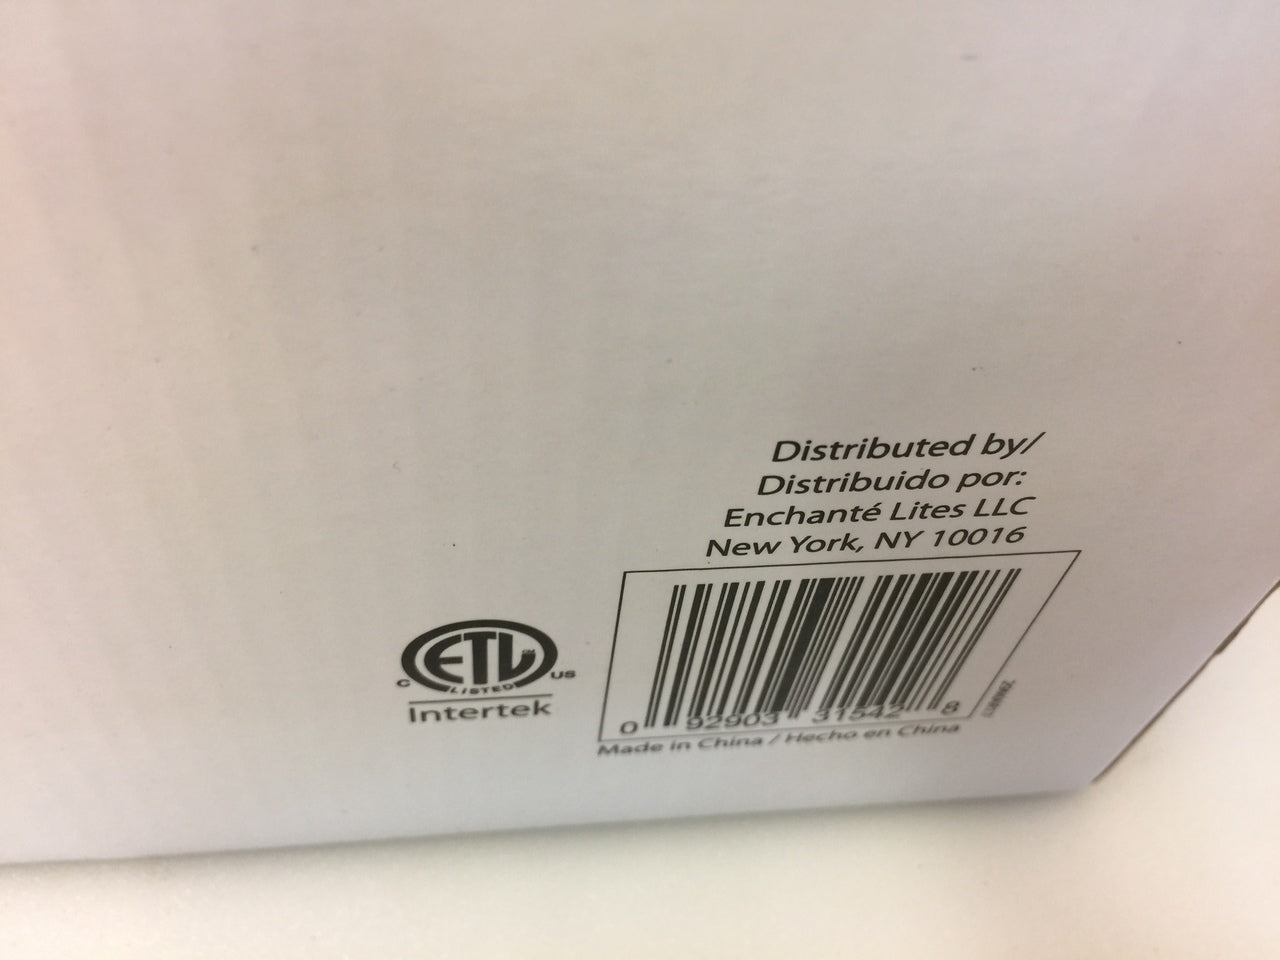 Distributed by/
Distribuido por:
Enchanté Lites LLC
New York, NY 10016
ETL
CM
LISTED
C US
Intertek
0 92903 31542 8
Made in China / Hecho en China